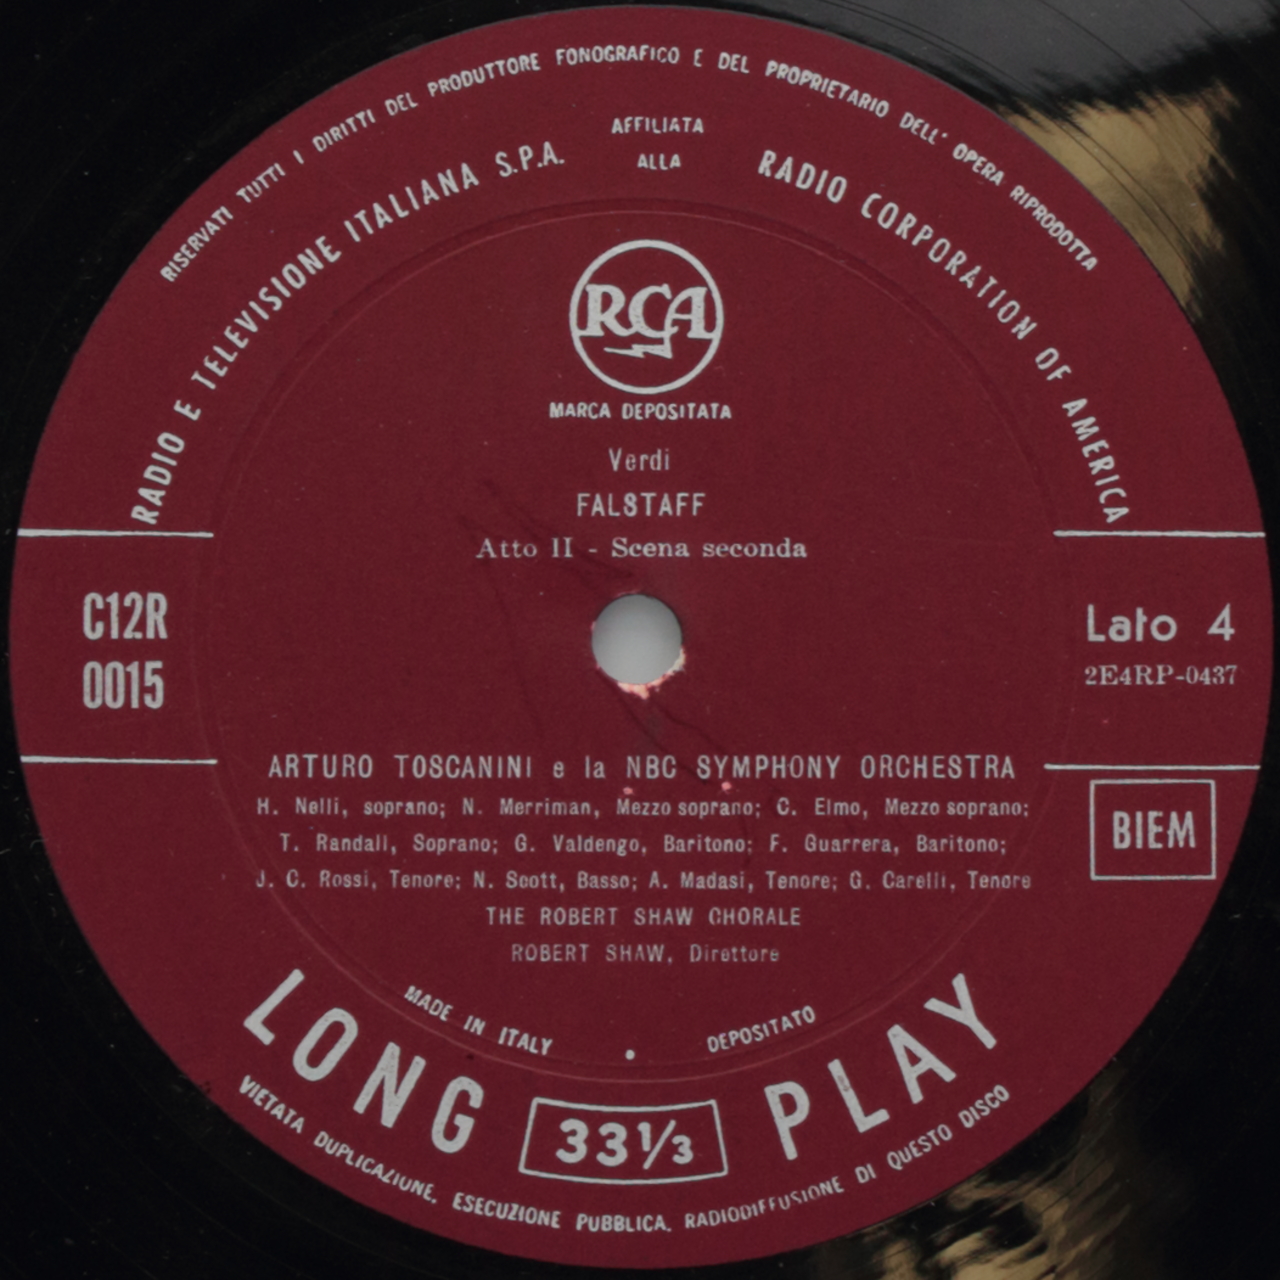 RISERVATI TUTTI I DIRITTI DEL PRODUTTORE FONOGRAFICO E DEL PROPRIETARIO DELL' OPERA RIPRODOTTA
RADIO E TELEVISIONE ITALIANA S.P.A.
AFFILIATA
ALLA
RADIO CORPORATION OF AMERICA
RCA
MARCA DEPOSITATA
Verdi
FALSTAFF
Atto II - Scena seconda
C12R
0015
Lato 4
2E4RP-0437
BIEM
ARTURO TOSCANINI e la NBC SYMPHONY ORCHESTRA
H. Nelli, soprano; N. Merriman, Mezzo soprano; C. Elmo, Mezzo soprano;
T. Randall, Soprano; G. Valdengo, Baritono; F. Guarrera, Baritono;
J. C. Rossi, Tenore; N. Scott, Basso; A. Madasi, Tenore; G. Carelli, Tenore
THE ROBERT SHAW CHORALE
ROBERT SHAW, Direttore
MADE IN ITALY • DEPOSITATO
LONG 33⅓ PLAY
VIETATA DUPLICAZIONE, ESECUZIONE PUBBLICA, RADIODIFFUSIONE DI QUESTO DISCO